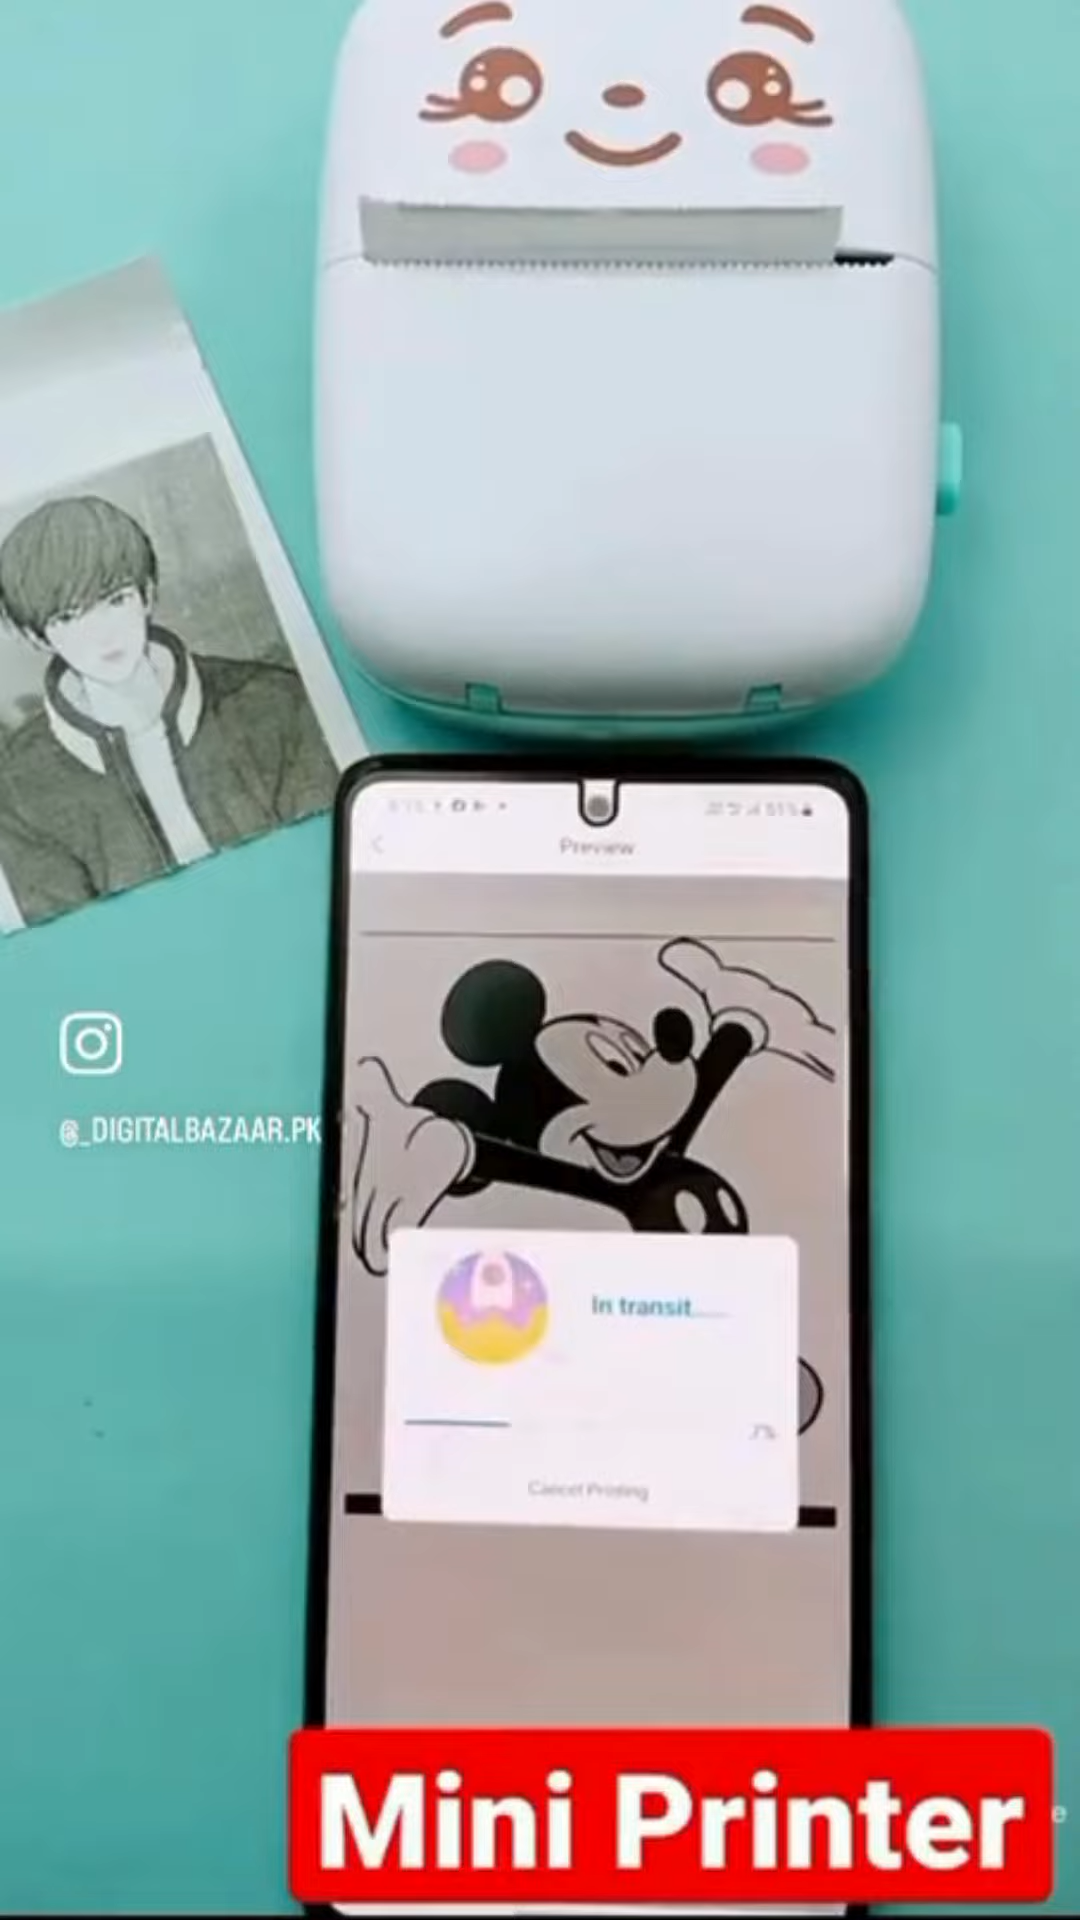 Preview
@_DIGITALBAZAAR.PK
In transit......
Cancel Printing
Mini Printer
e